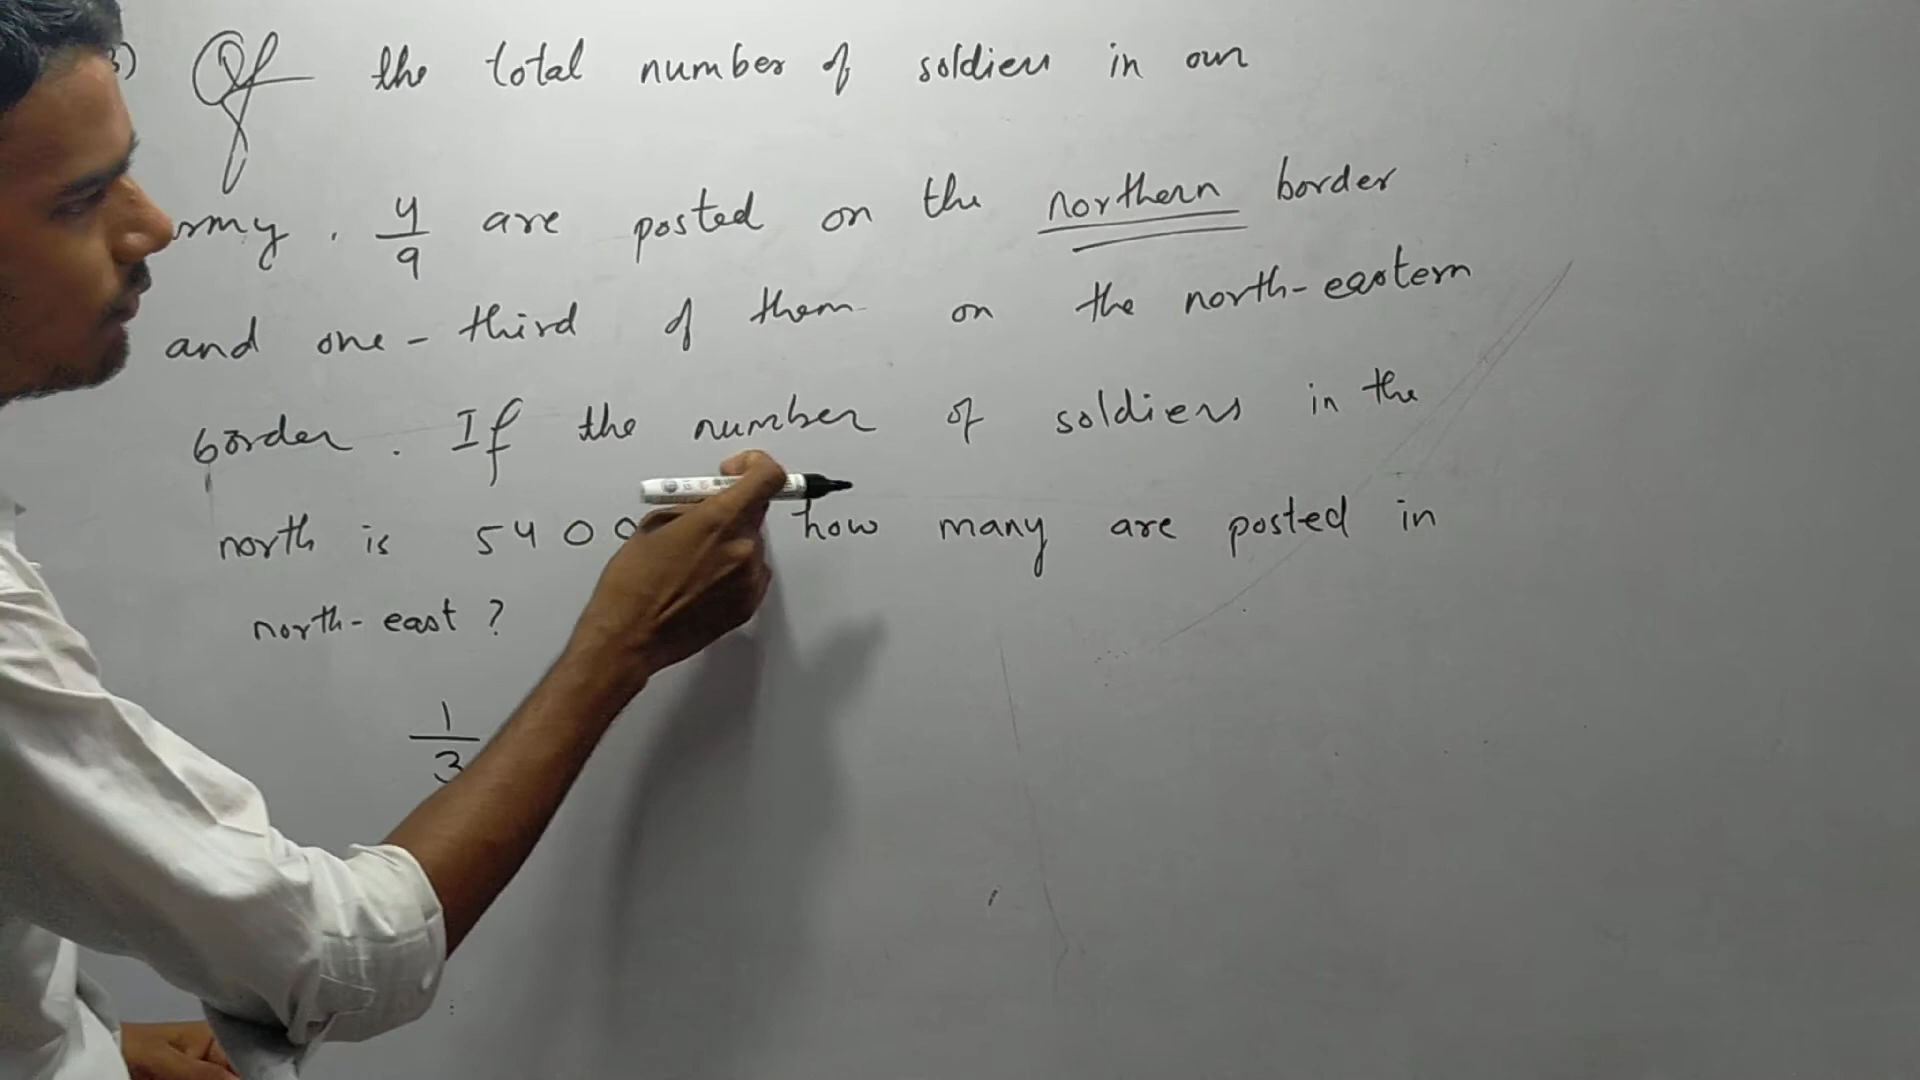 3) Of the total number of soldiers in our
rmy. 4/9 are posted on the northern border
and one-third of them on the north-eastern
border. If the number of soldiers in the
north is 5400 how many are posted in
north-east?
1/3